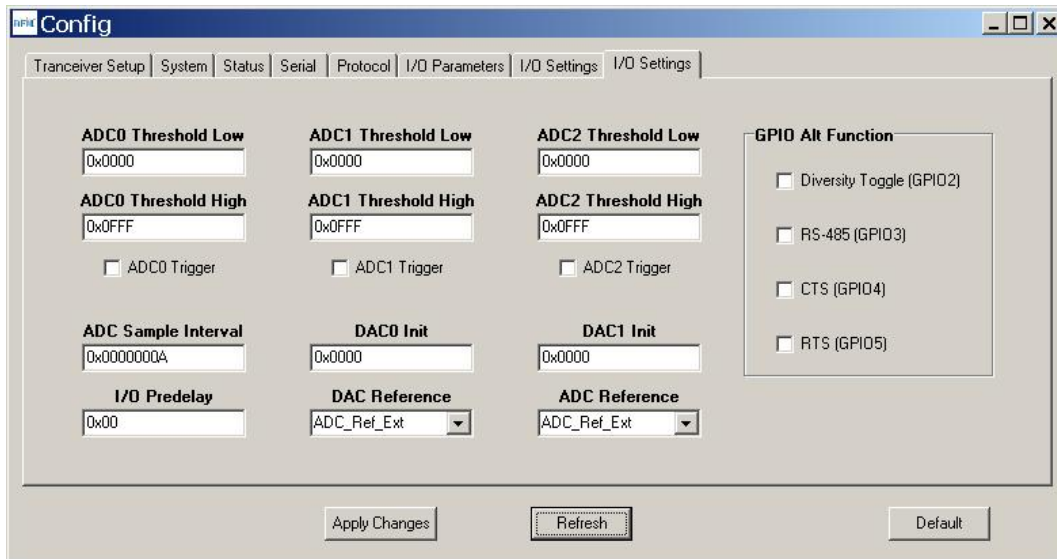 RFM Config
Tranceiver Setup System Status Serial Protocol I/O Parameters I/O Settings I/O Settings
ADC0 Threshold Low ADC1 Threshold Low ADC2 Threshold Low GPIO Alt Function
0x0000 0x0000 0x0000
Diversity Toggle (GPIO2)
ADC0 Threshold High ADC1 Threshold High ADC2 Threshold High
0x0FFF 0x0FFF 0x0FFF
RS-485 (GPIO3)
ADC0 Trigger ADC1 Trigger ADC2 Trigger
CTS (GPIO4)
ADC Sample Interval DAC0 Init DAC1 Init
0x0000000A 0x0000 0x0000
RTS (GPIO5)
I/O Predelay DAC Reference ADC Reference
0x00 ADC_Ref_Ext ADC_Ref_Ext
Apply Changes Refresh Default